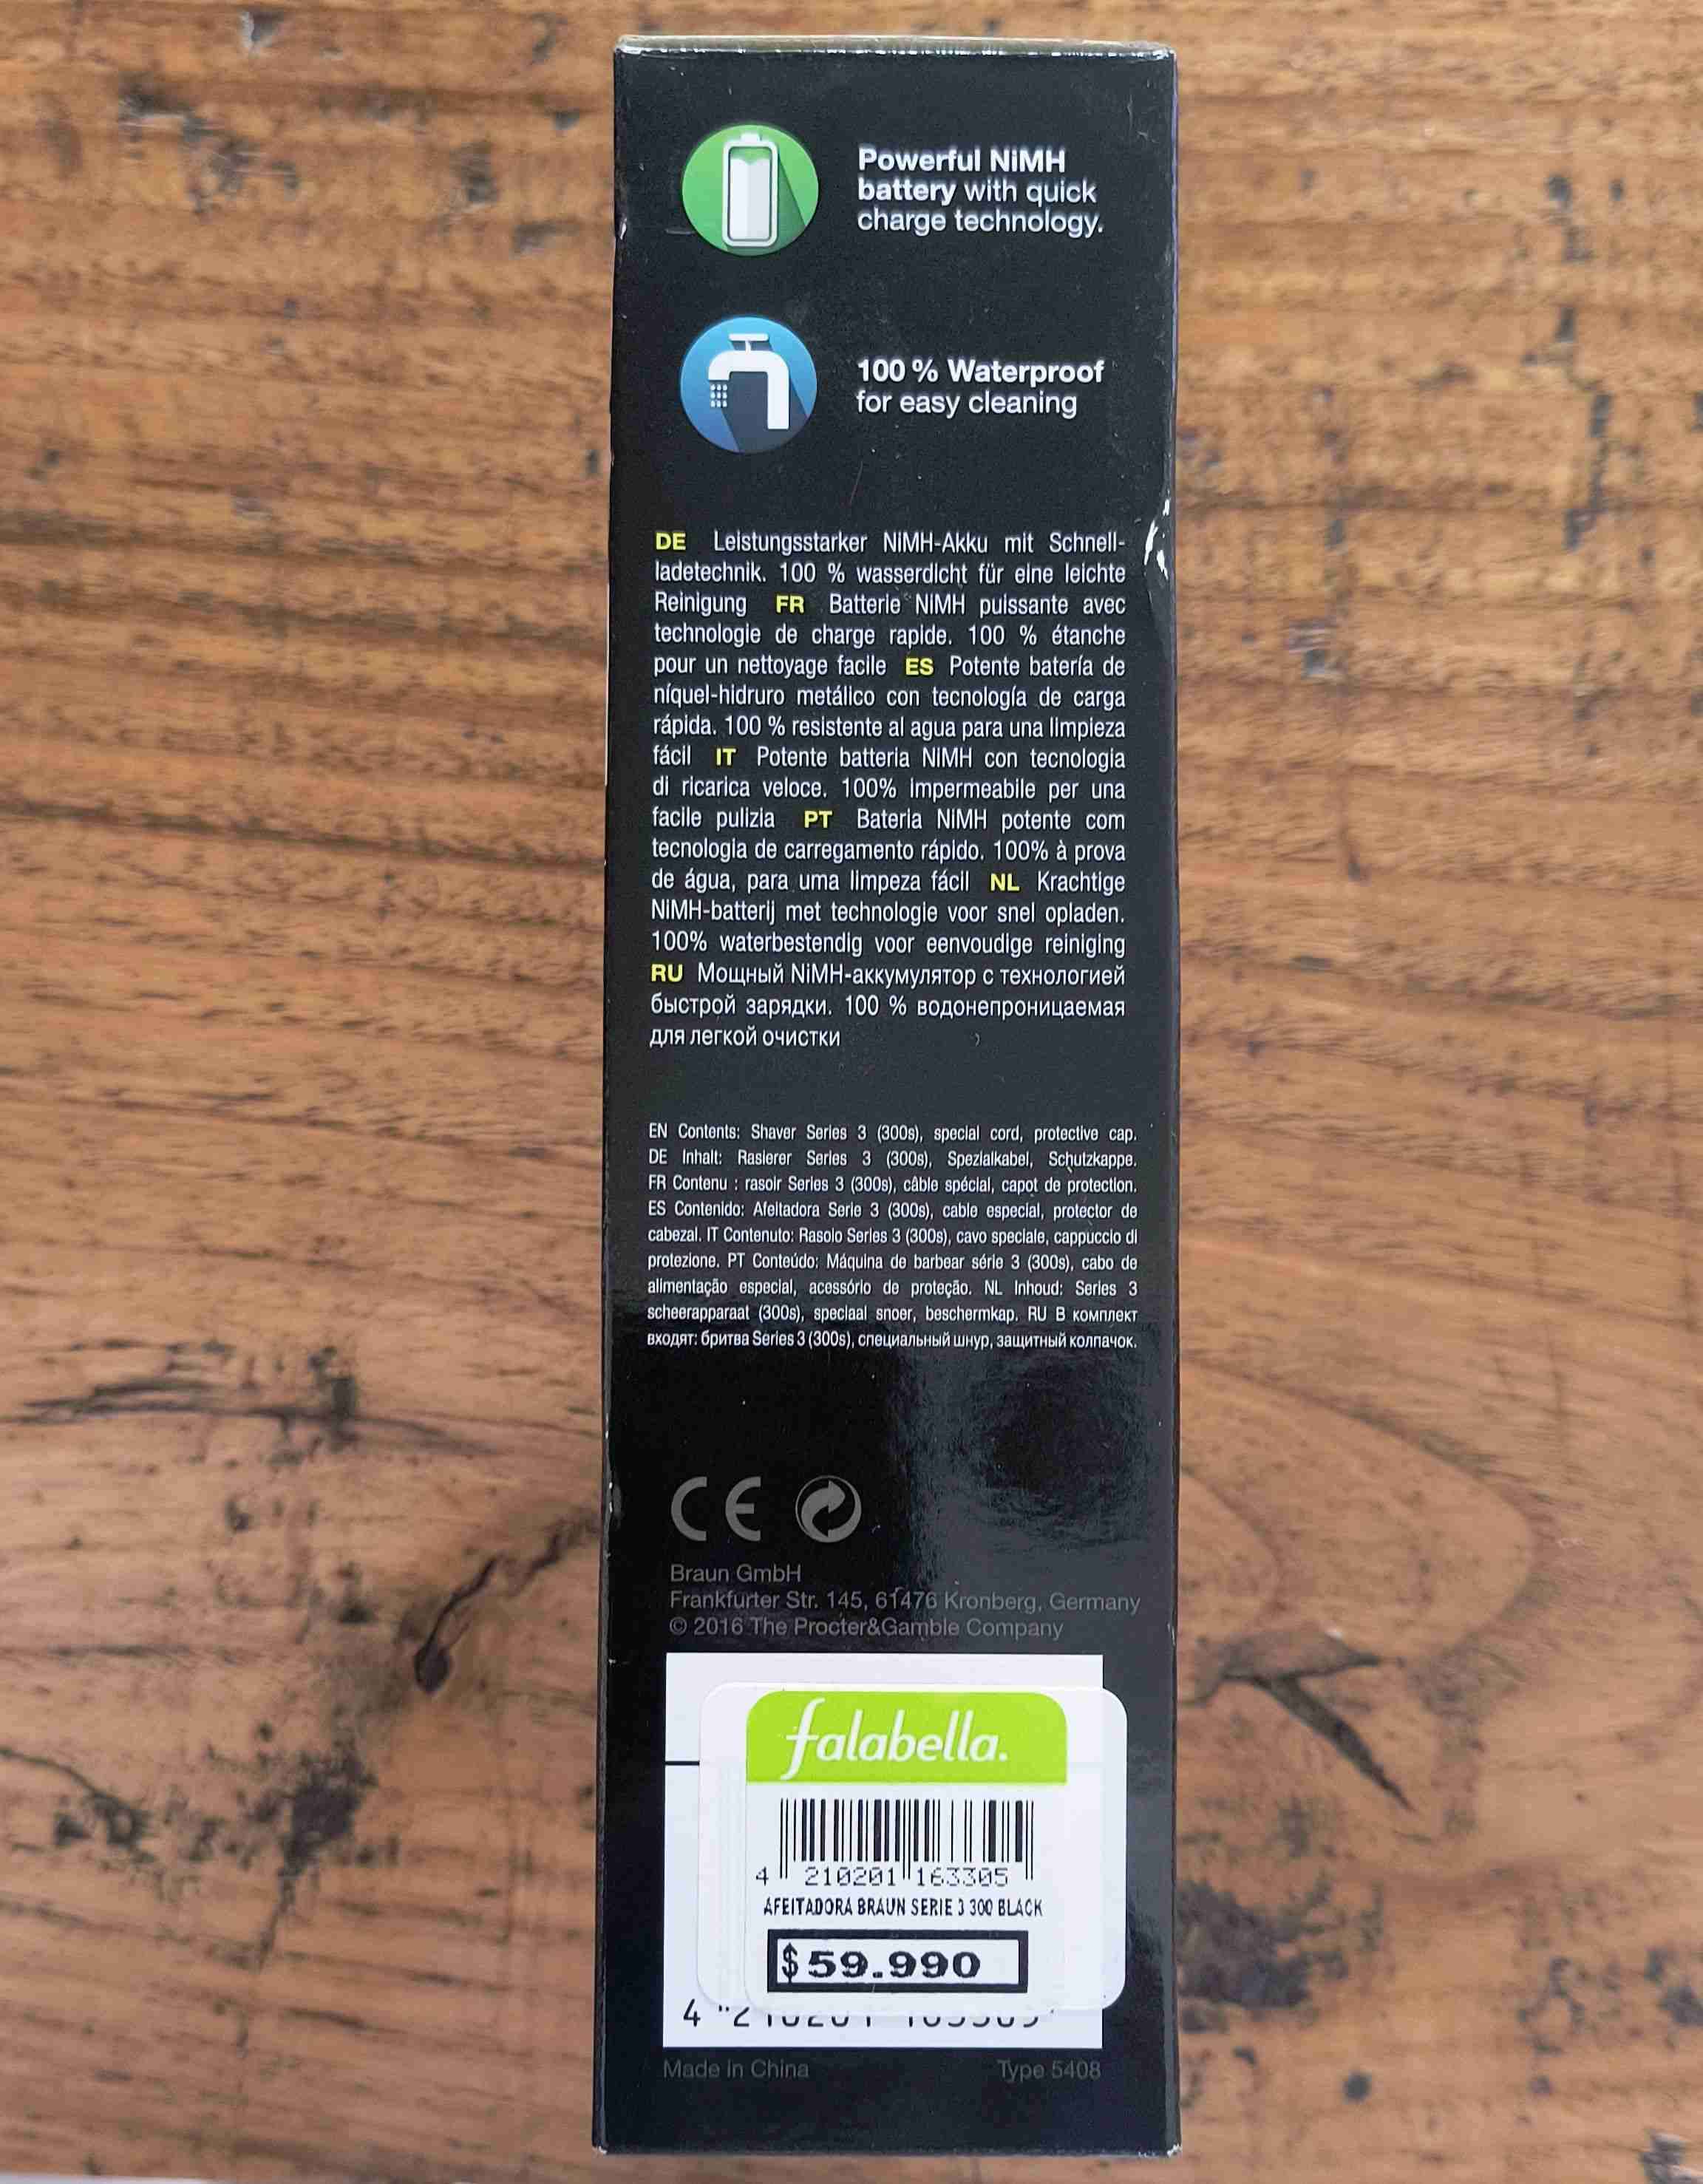 Powerful NiMH
battery with quick
charge technology.
100 % Waterproof
for easy cleaning
DE Leistungsstarker NiMH-Akku mit Schnell-
ladetechnik. 100 % wasserdicht für eine leichte
Reinigung FR Batterie NiMH puissante avec
technologie de charge rapide. 100 % étanche
pour un nettoyage facile ES Potente batería de
níquel-hidruro metálico con tecnología de carga
rápida. 100 % resistente al agua para una limpieza
fácil IT Potente batteria NiMH con tecnologia
di ricarica veloce. 100% impermeabile per una
facile pulizia PT Bateria NiMH potente com
tecnologia de carregamento rápido. 100% à prova
de água, para uma limpeza fácil NL Krachtige
NiMH-batterij met technologie voor snel opladen.
100% waterbestendig voor eenvoudige reiniging
RU Мощный NiMH-аккумулятор с технологией
быстрой зарядки. 100 % водонепроницаемая
для легкой очистки
EN Contents: Shaver Series 3 (300s), special cord, protective cap.
DE Inhalt: Rasierer Series 3 (300s), Spezialkabel, Schutzkappe.
FR Contenu : rasoir Series 3 (300s), câble spécial, capot de protection.
ES Contenido: Afeitadora Serie 3 (300s), cable especial, protector de
cabezal. IT Contenuto: Rasoio Series 3 (300s), cavo speciale, cappuccio di
protezione. PT Conteúdo: Máquina de barbear série 3 (300s), cabo de
alimentação especial, acessório de proteção. NL Inhoud: Series 3
scheerapparaat (300s), speciaal snoer, beschermkap. RU В комплект
входят: бритва Series 3 (300s), специальный шнур, защитный колпачок.
CE
Braun GmbH
Frankfurter Str. 145, 61476 Kronberg, Germany
© 2016 The Procter&Gamble Company
falabella.
4 210201 163305
AFEITADORA BRAUN SERIE 3 300 BLACK
$59.990
4 210201 163305
Made in China Type 5408